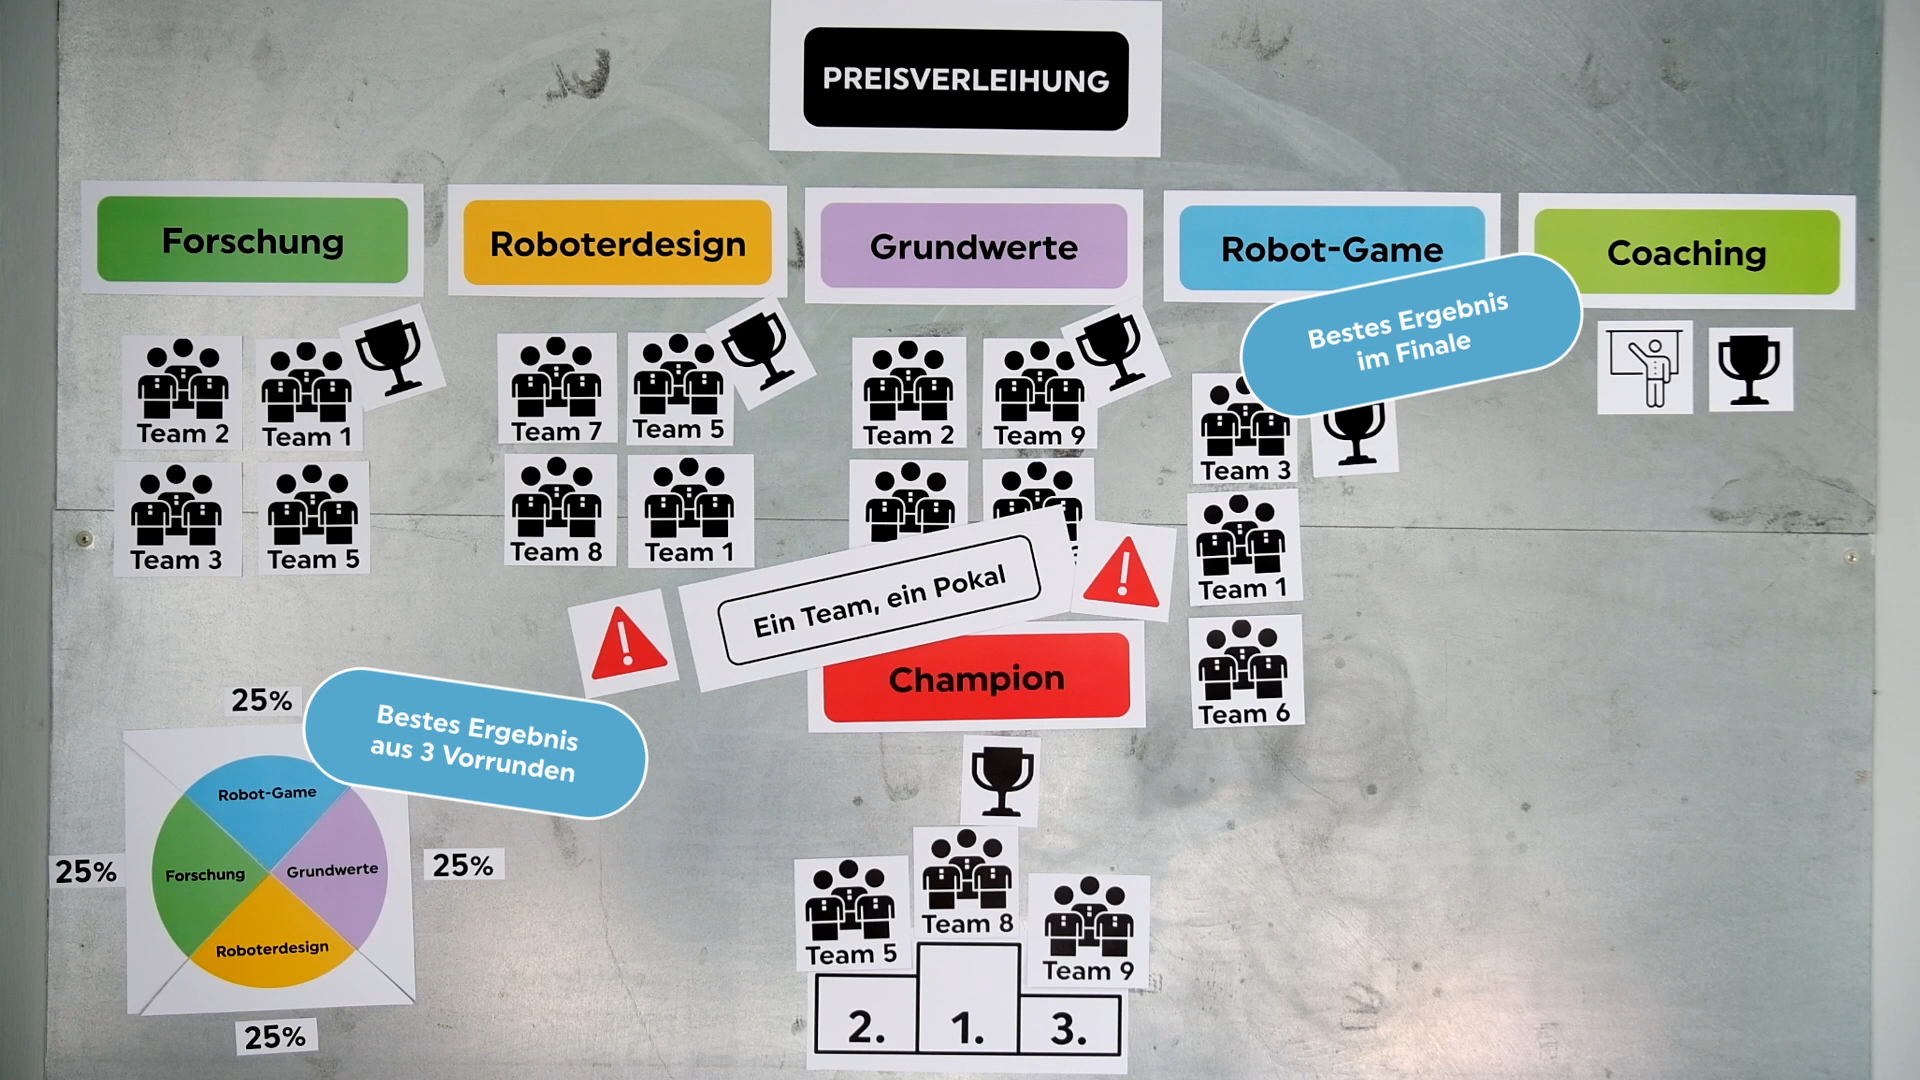 PREISVERLEIHUNG
Forschung
Roboterdesign
Grundwerte
Robot-Game
Coaching
Bestes Ergebnis
im Finale
Team 2
Team 1
Team 7
Team 5
Team 2
Team 9
Team 3
Team 3
Team 5
Team 8
Team 1
Team 1
Ein Team, ein Pokal
Champion
Team 6
25%
Bestes Ergebnis
aus 3 Vorrunden
Robot-Game
25%
Forschung
Grundwerte
25%
Roboterdesign
25%
Team 5
Team 8
Team 9
2.
1.
3.